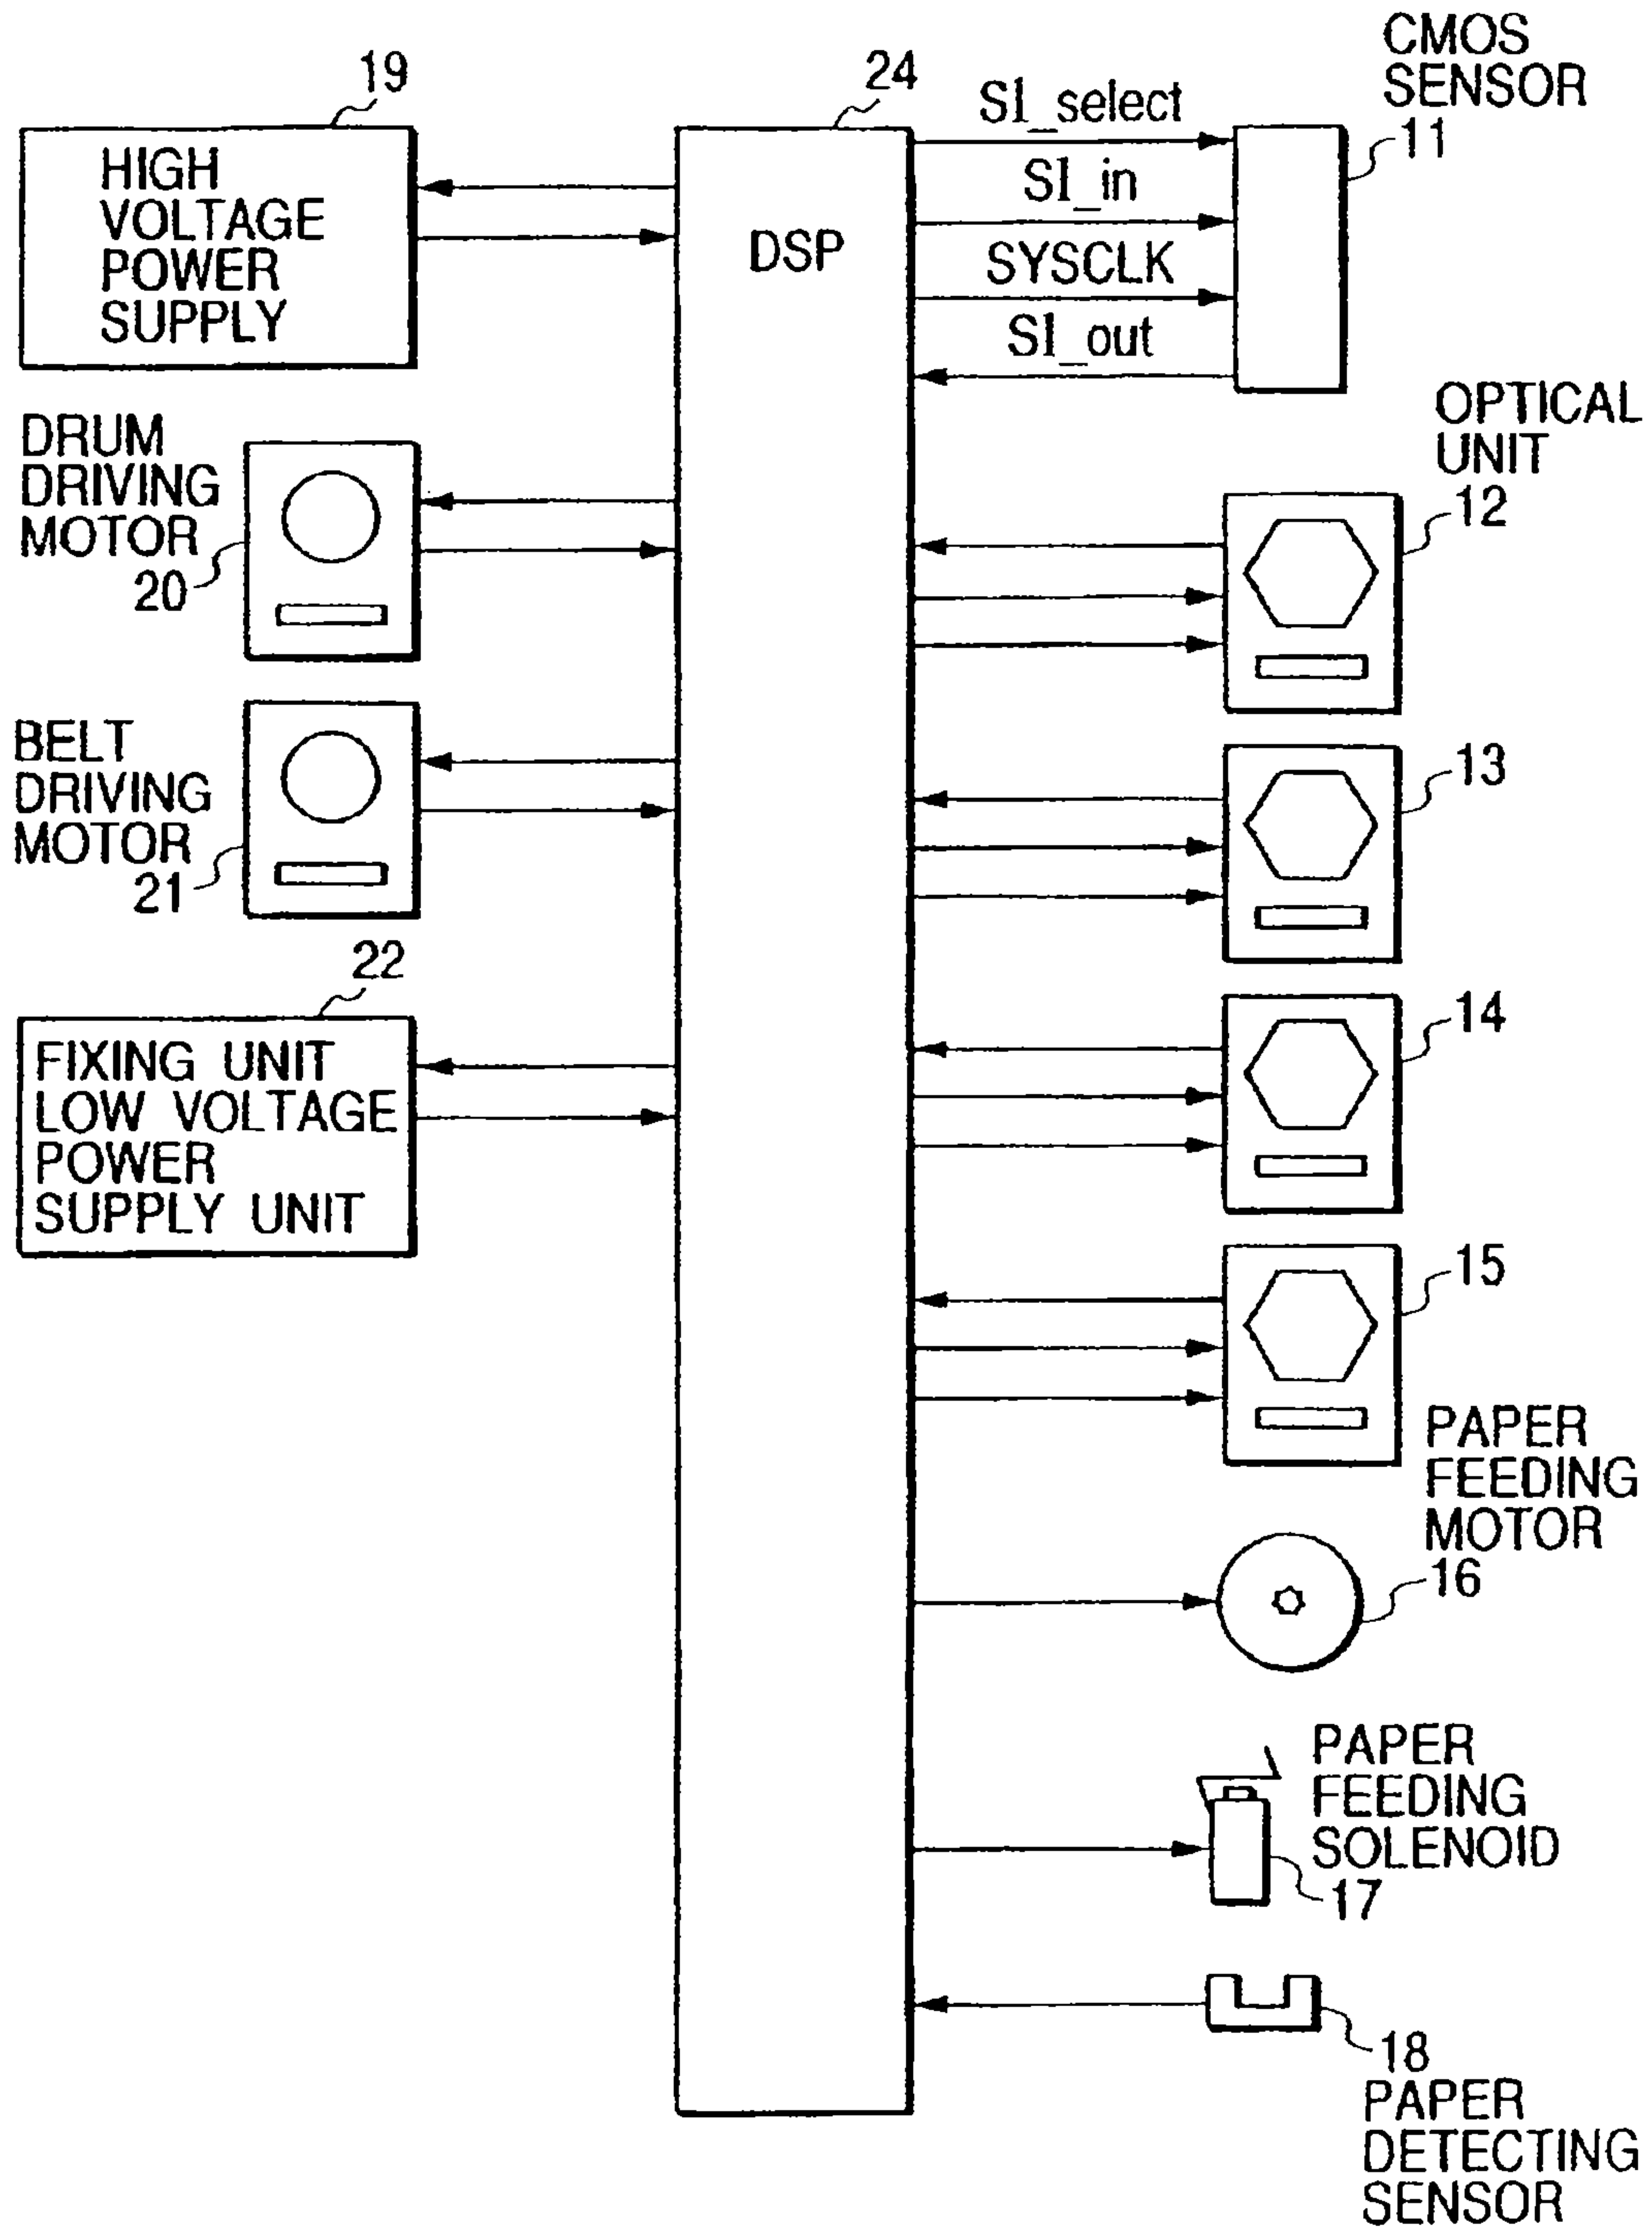 19
HIGH
VOLTAGE
POWER
SUPPLY
DRUM
DRIVING
MOTOR
20
BELT
DRIVING
MOTOR
21
22
FIXING UNIT
LOW VOLTAGE
POWER
SUPPLY UNIT
24
DSP
SI_select
SI_in
SYSCLK
SI_out
CMOS
SENSOR
11
OPTICAL
UNIT
12
13
14
15
PAPER
FEEDING
MOTOR
16
PAPER
FEEDING
SOLENOID
17
18
PAPER
DETECTING
SENSOR